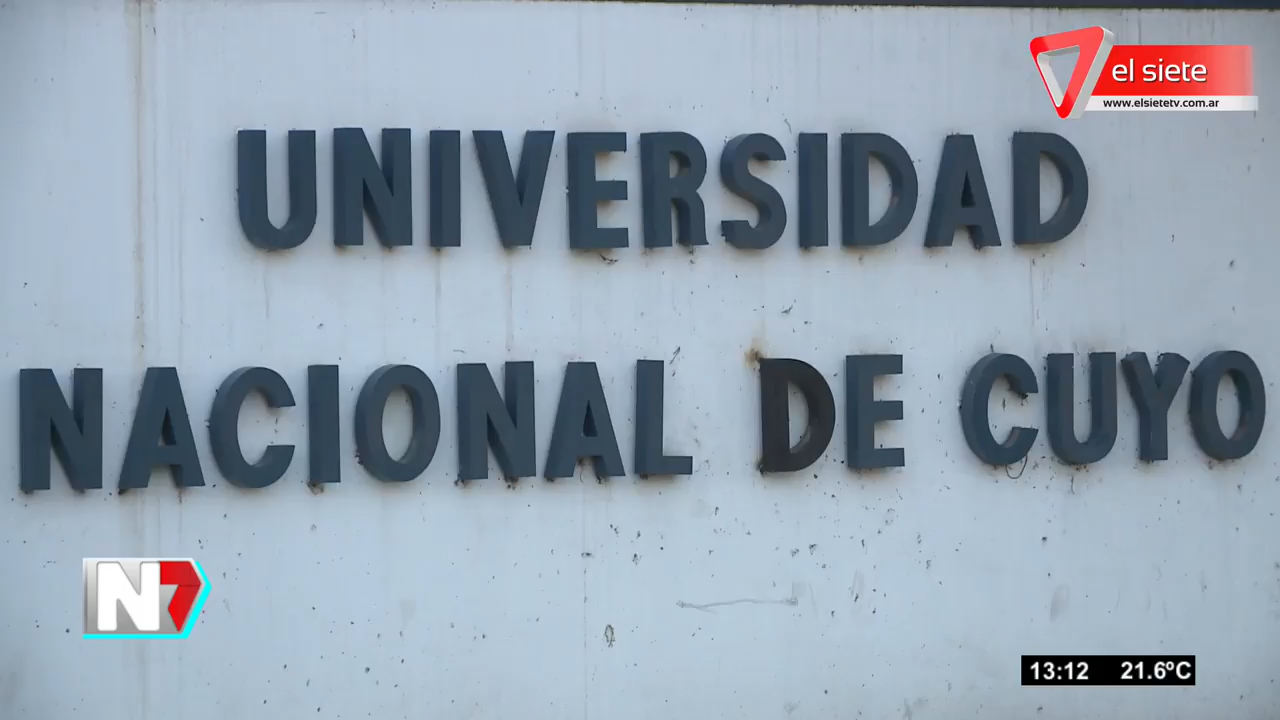 el siete
www.elsietetv.com.ar
UNIVERSIDAD
NACIONAL DE CUYO
N7
13:12 21.6ºC